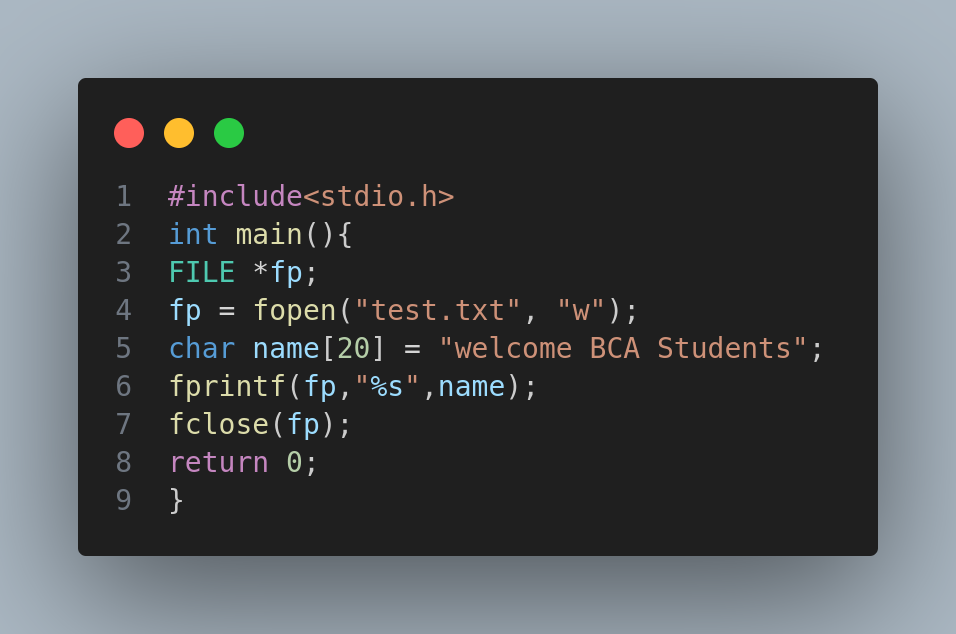 1 #include<stdio.h>
2 int main(){
3 FILE *fp;
4 fp = fopen("test.txt", "w");
5 char name[20] = "welcome BCA Students";
6 fprintf(fp,"%s",name);
7 fclose(fp);
8 return 0;
9 }